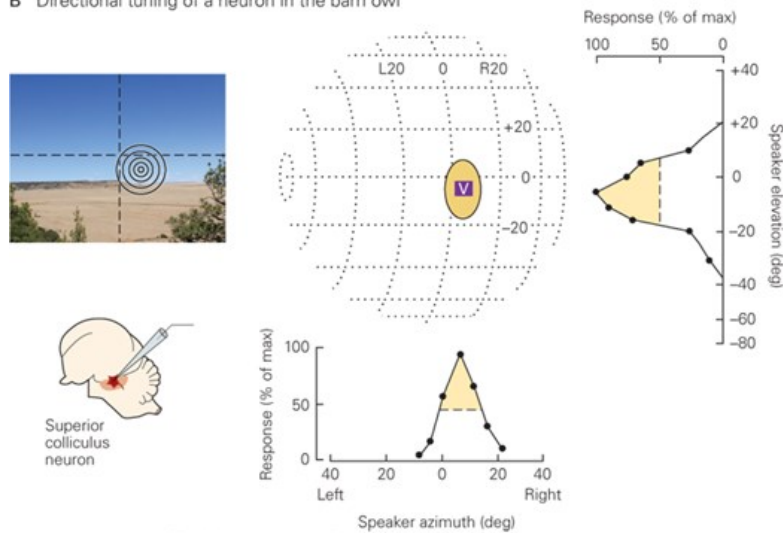 B Directional tuning of a neuron in the barn owl
Response (% of max)
100 50 0
+40
+20
0
−20
−40
−60
−80
Speaker elevation (deg)
L20 0 R20
+20
0
−20
V
Superior
colliculus
neuron
Response (% of max)
100
50
0
40 20 0 20 40
Left Right
Speaker azimuth (deg)